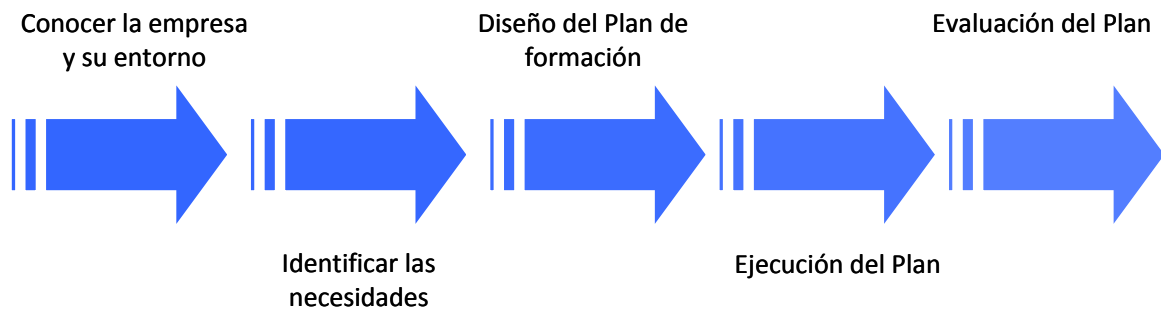 Conocer la empresa
y su entorno
Identificar las
necesidades
Diseño del Plan de
formación
Ejecución del Plan
Evaluación del Plan